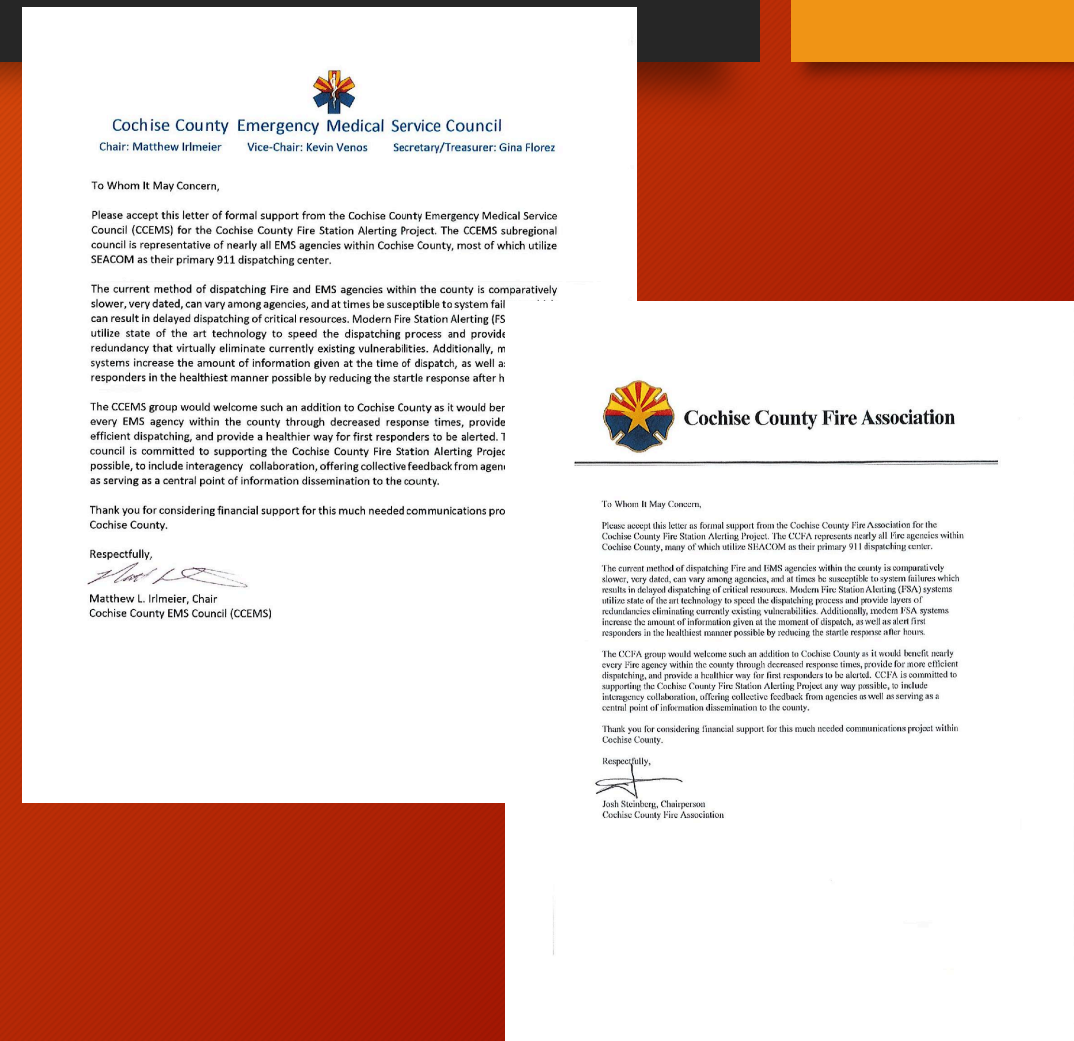 Cochise County Emergency Medical Service Council
Chair: Matthew Irlmeier Vice-Chair: Kevin Venos Secretary/Treasurer: Gina Florez
To Whom It May Concern,
Please accept this letter of formal support from the Cochise County Emergency Medical Service
Council (CCEMS) for the Cochise County Fire Station Alerting Project. The CCEMS subregional
council is representative of nearly all EMS agencies within Cochise County, most of which utilize
SEACOM as their primary 911 dispatching center.
The current method of dispatching Fire and EMS agencies within the county is comparatively
slower, very dated, can vary among agencies, and at times be susceptible to system fail
can result in delayed dispatching of critical resources. Modern Fire Station Alerting (FS
utilize state of the art technology to speed the dispatching process and provide
redundancy that virtually eliminate currently existing vulnerabilities. Additionally, m
systems increase the amount of information given at the time of dispatch, as well a
responders in the healthiest manner possible by reducing the startle response after h
The CCEMS group would welcome such an addition to Cochise County as it would ber
every EMS agency within the county through decreased response times, provide
efficient dispatching, and provide a healthier way for first responders to be alerted. T
council is committed to supporting the Cochise County Fire Station Alerting Projec
possible, to include interagency collaboration, offering collective feedback from agen
as serving as a central point of information dissemination to the county.
Thank you for considering financial support for this much needed communications pro
Cochise County.
Respectfully,
Matthew L. Irlmeier, Chair
Cochise County EMS Council (CCEMS)
Cochise County Fire Association
To Whom It May Concern,
Please accept this letter as formal support from the Cochise County Fire Association for the
Cochise County Fire Station Alerting Project. The CCFA represents nearly all Fire agencies within
Cochise County, many of which utilize SEACOM as their primary 911 dispatching center.
The current method of dispatching Fire and EMS agencies within the county is comparatively
slower, very dated, can vary among agencies, and at times be susceptible to system failures which
results in delayed dispatching of critical resources. Modern Fire Station Alerting (FSA) systems
utilize state of the art technology to speed the dispatching process and provide layers of
redundancies eliminating currently existing vulnerabilities. Additionally, modern FSA systems
increase the amount of information given at the moment of dispatch, as well as alert first
responders in the healthiest manner possible by reducing the startle response after hours.
The CCFA group would welcome such an addition to Cochise County as it would benefit nearly
every Fire agency within the county through decreased response times, provide for more efficient
dispatching, and provide a healthier way for first responders to be alerted. CCFA is committed to
supporting the Cochise County Fire Station Alerting Project any way possible, to include
interagency collaboration, offering collective feedback from agencies as well as serving as a
central point of information dissemination to the county.
Thank you for considering financial support for this much needed communications project within
Cochise County.
Respectfully,
Josh Steinberg, Chairperson
Cochise County Fire Association